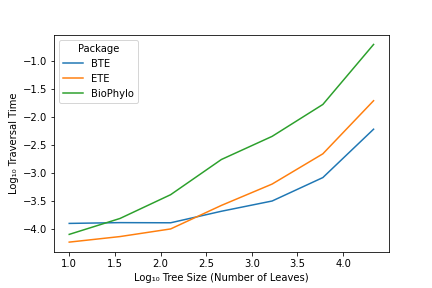 Package
BTE
ETE
BioPhylo
−1.0
−1.5
−2.0
−2.5
−3.0
−3.5
−4.0
Log₁₀ Traversal Time
1.0 1.5 2.0 2.5 3.0 3.5 4.0
Log₁₀ Tree Size (Number of Leaves)